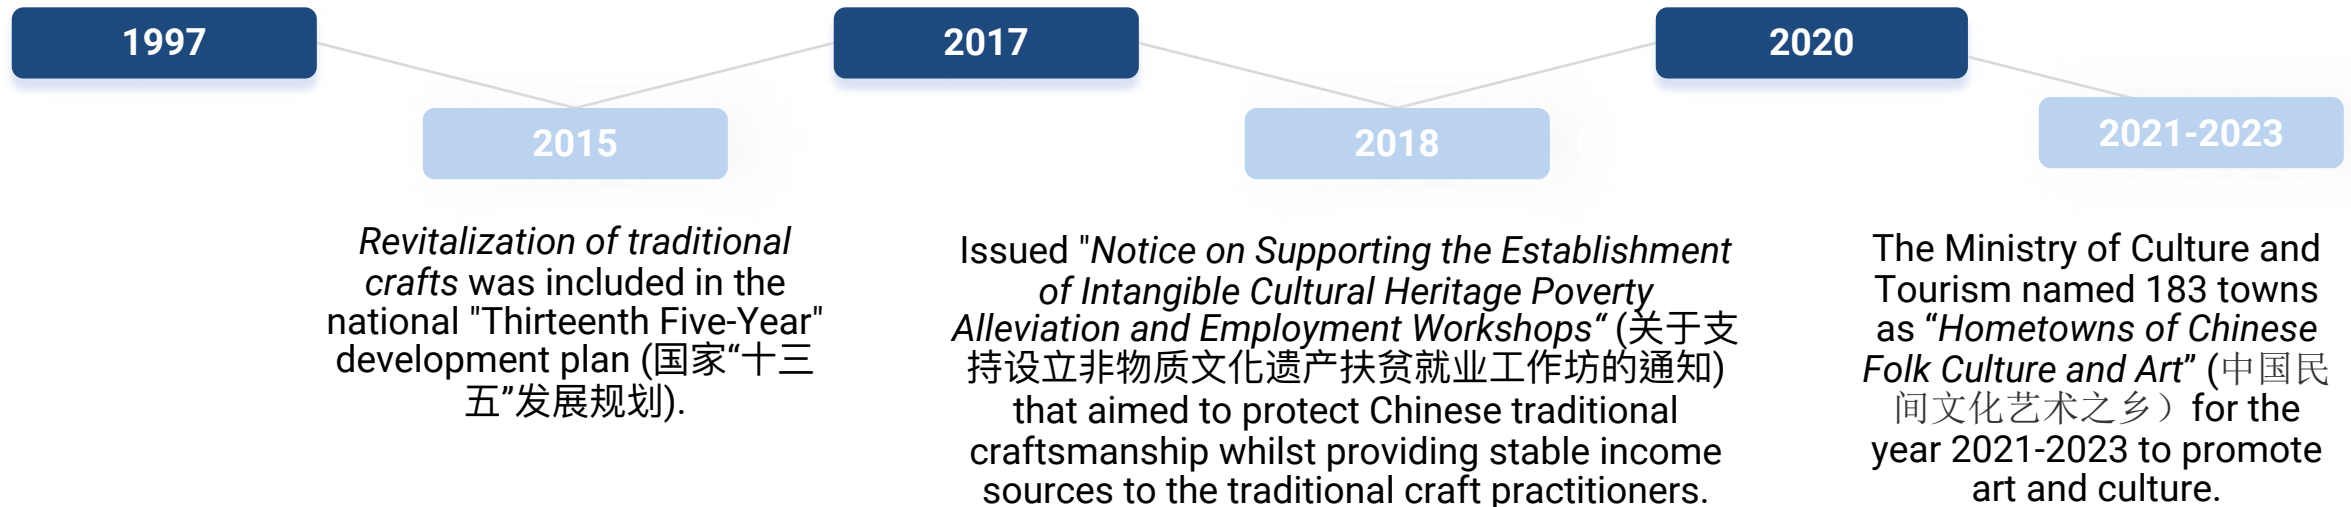 1997
2017
2020
2015
2018
2021-2023
Revitalization of traditional
crafts was included in the
national "Thirteenth Five-Year"
development plan (国家“十三
五”发展规划).
Issued "Notice on Supporting the Establishment
of Intangible Cultural Heritage Poverty
Alleviation and Employment Workshops“ (关于支
持设立非物质文化遗产扶贫就业工作坊的通知)
that aimed to protect Chinese traditional
craftsmanship whilst providing stable income
sources to the traditional craft practitioners.
The Ministry of Culture and
Tourism named 183 towns
as “Hometowns of Chinese
Folk Culture and Art” (中国民
间文化艺术之乡）for the
year 2021-2023 to promote
art and culture.